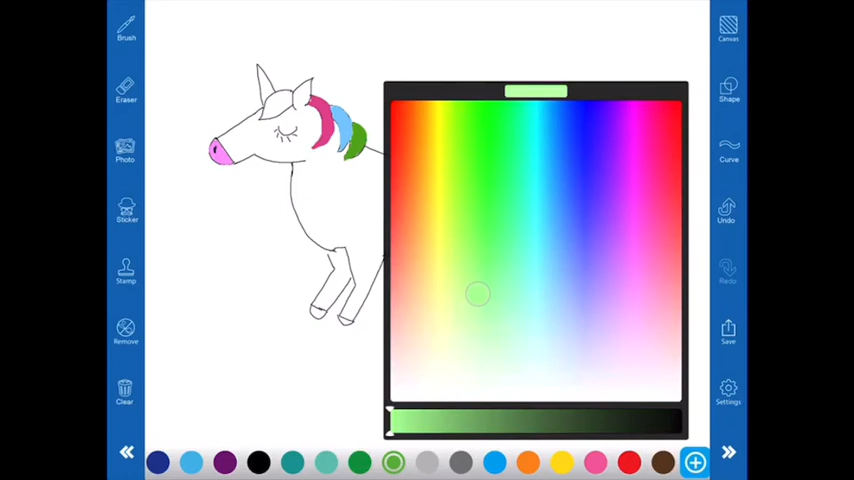 Brush
Eraser
Photo
Sticker
Stamp
Remove
Clear
Canvas
Shape
Curve
Undo
Redo
Save
Settings